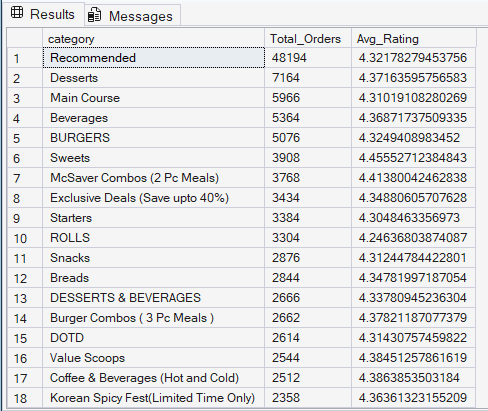 Results Messages
category Total_Orders Avg_Rating
1 Recommended 48194 4.32178279453756
2 Desserts 7164 4.37163595756583
3 Main Course 5966 4.31019108280269
4 Beverages 5364 4.36871737509335
5 BURGERS 5076 4.3249408983452
6 Sweets 3908 4.45552712384843
7 McSaver Combos (2 Pc Meals) 3768 4.41380042462838
8 Exclusive Deals (Save upto 40%) 3434 4.34880605707628
9 Starters 3384 4.3048463356973
10 ROLLS 3304 4.24636803874087
11 Snacks 2876 4.31244784422801
12 Breads 2844 4.34781997187054
13 DESSERTS & BEVERAGES 2666 4.33780945236304
14 Burger Combos ( 3 Pc Meals ) 2662 4.37821187077379
15 DOTD 2614 4.31430757459822
16 Value Scoops 2544 4.38451257861619
17 Coffee & Beverages (Hot and Cold) 2512 4.3863853503184
18 Korean Spicy Fest(Limited Time Only) 2358 4.36361323155209